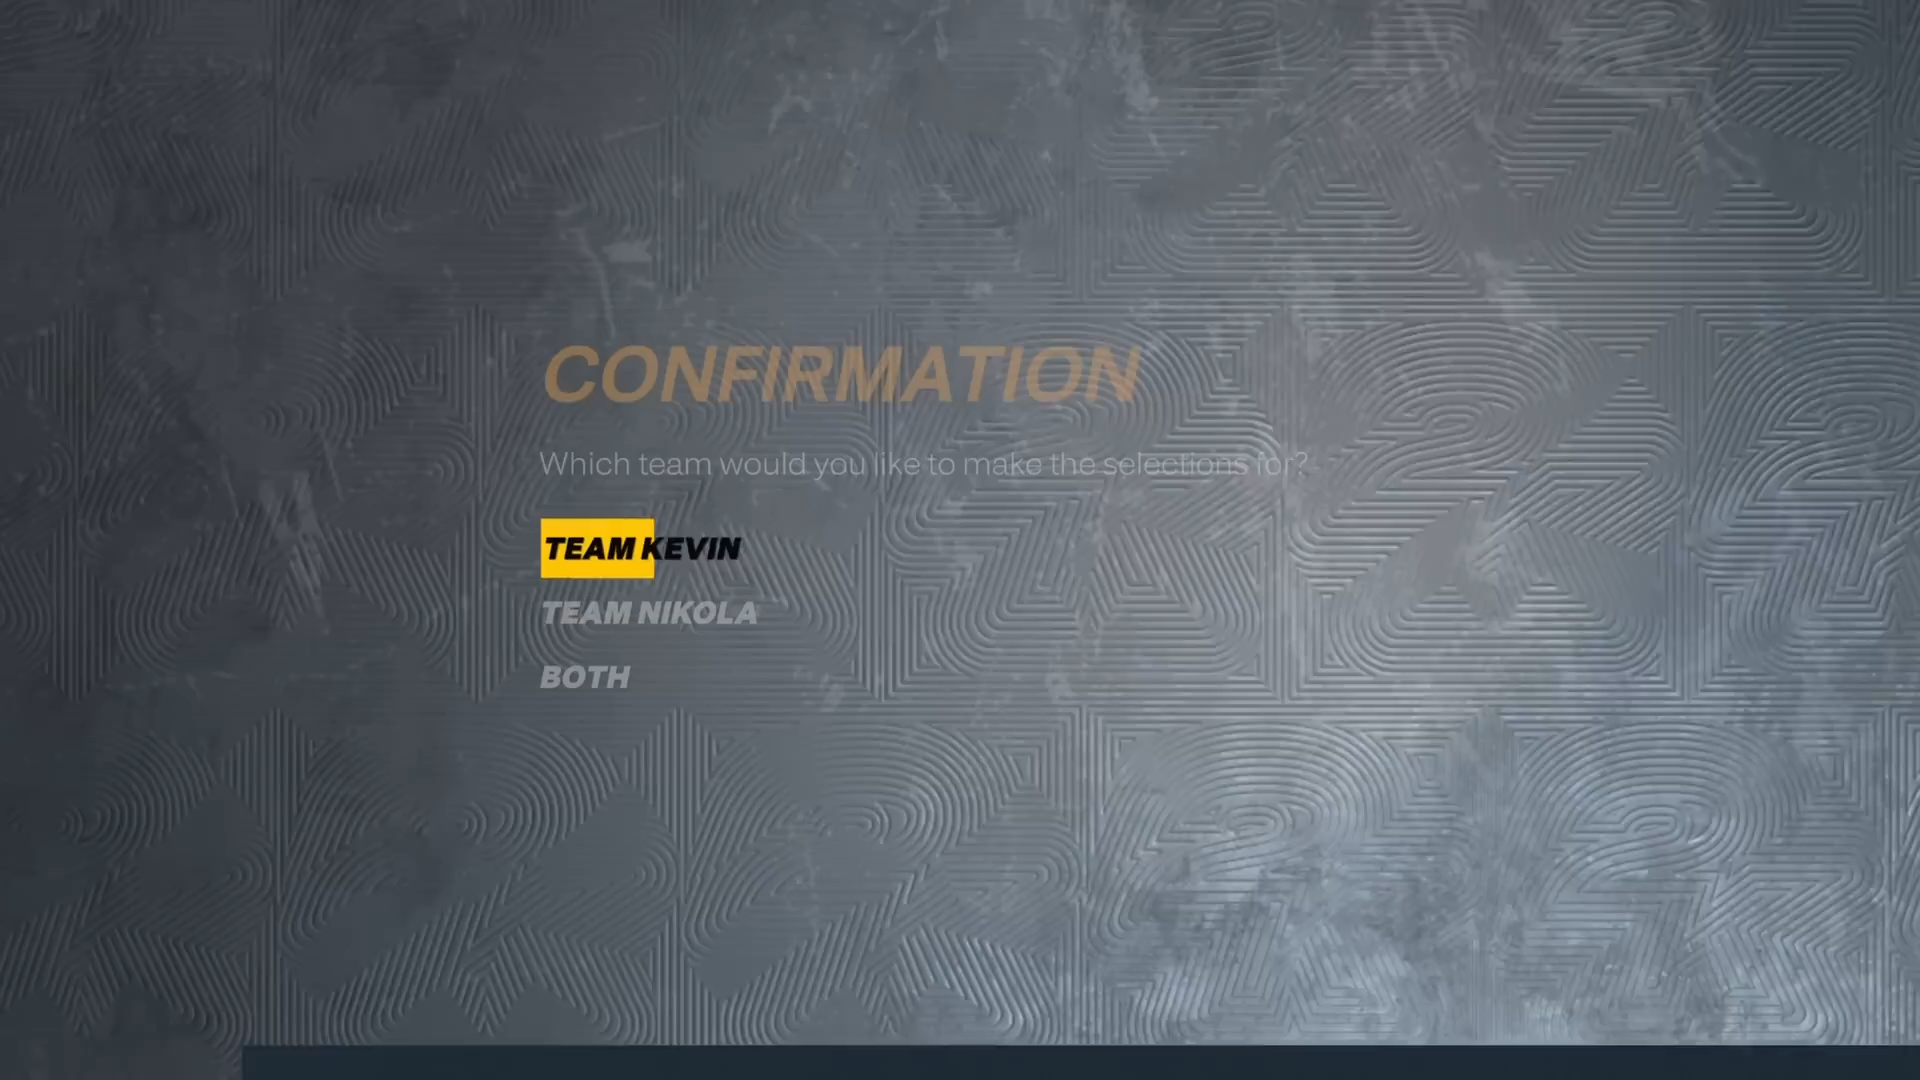 CONFIRMATION
Which team would you like to make the selections for?
TEAM KEVIN
TEAM NIKOLA
BOTH